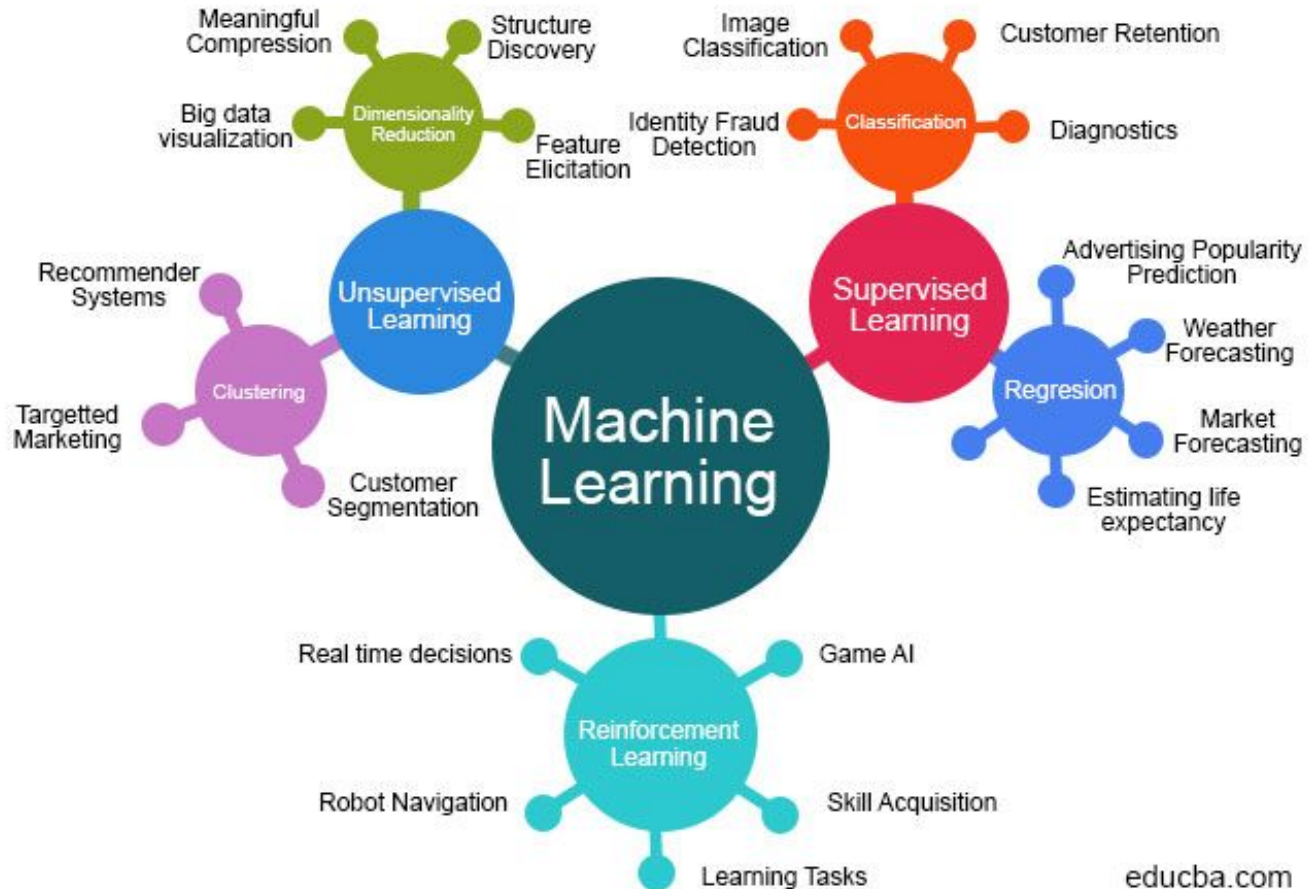 Meaningful
Compression
Structure
Discovery
Big data
visualization
Dimensionality
Reduction
Feature
Elicitation
Image
Classification
Customer Retention
Identity Fraud
Detection
Classification
Diagnostics
Recommender
Systems
Unsupervised
Learning
Clustering
Targetted
Marketing
Customer
Segmentation
Machine
Learning
Supervised
Learning
Advertising Popularity
Prediction
Weather
Forecasting
Regresion
Market
Forecasting
Estimating life
expectancy
Real time decisions
Game AI
Reinforcement
Learning
Robot Navigation
Skill Acquisition
Learning Tasks
educba.com